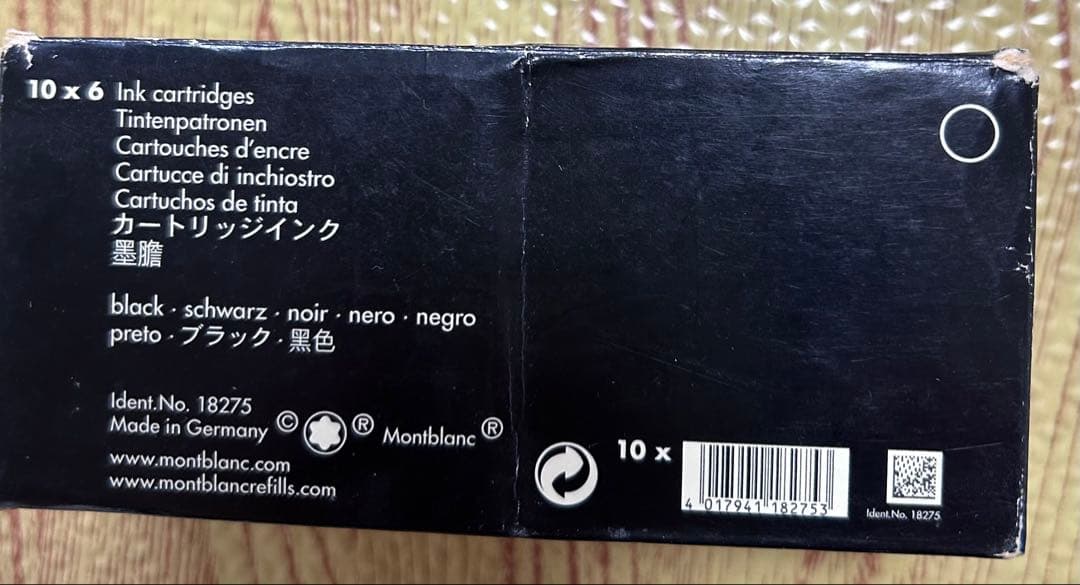 10 x 6 Ink cartridges
Tintenpatronen
Cartouches d'encre
Cartucce di inchiostro
Cartuchos de tinta
カートリッジインク
墨膽
black · schwarz · noir · nero · negro
preto · ブラック · 黑色
Ident.No. 18275
Made in Germany © ® Montblanc ®
www.montblanc.com
www.montblancrefills.com
10 x
4 017941 182753
Ident.No. 18275